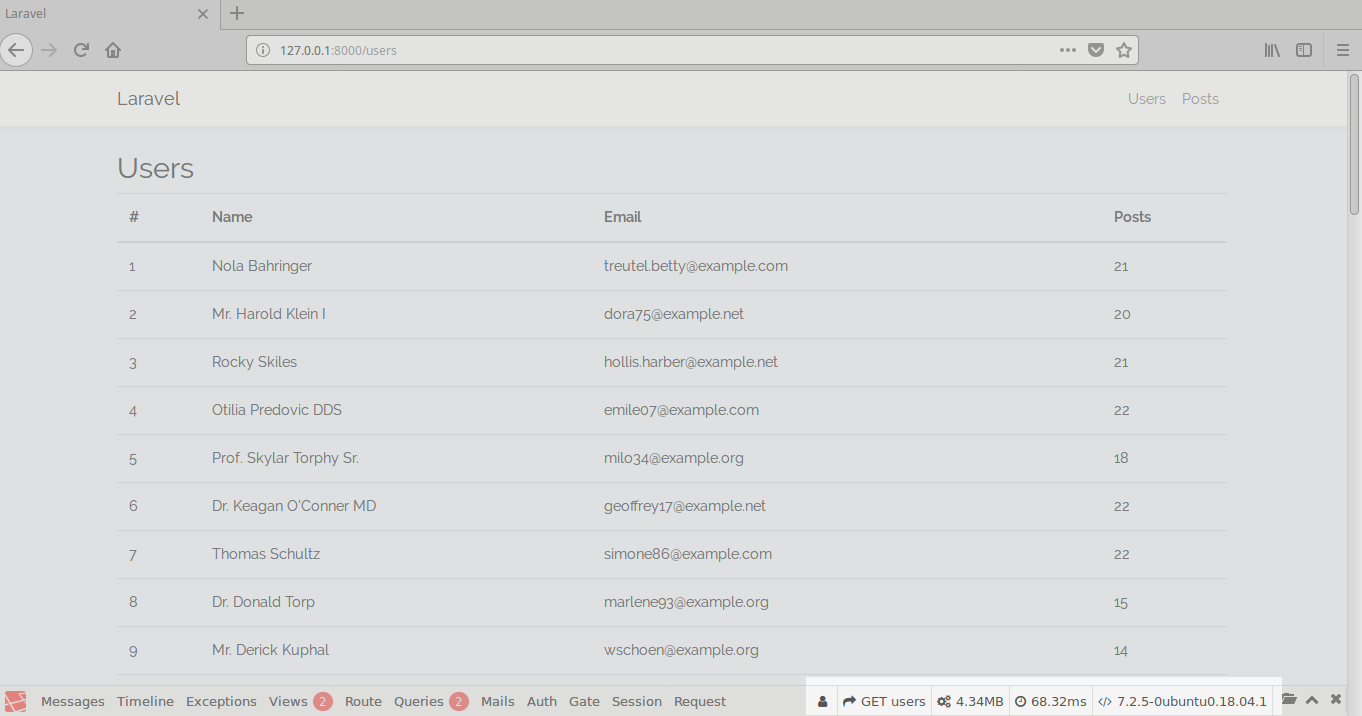 Laravel
127.0.0.1:8000/users
Laravel Users Posts
Users
# Name Email Posts
1 Nola Bahringer treutel.betty@example.com 21
2 Mr. Harold Klein I dora75@example.net 20
3 Rocky Skiles hollis.harber@example.net 21
4 Otilia Predovic DDS emile07@example.com 22
5 Prof. Skylar Torphy Sr. milo34@example.org 18
6 Dr. Keagan O'Conner MD geoffrey17@example.net 22
7 Thomas Schultz simone86@example.com 22
8 Dr. Donald Torp marlene93@example.org 15
9 Mr. Derick Kuphal wschoen@example.org 14
Messages Timeline Exceptions Views 2 Route Queries 2 Mails Auth Gate Session Request GET users 4.34MB 68.32ms 7.2.5-0ubuntu0.18.04.1